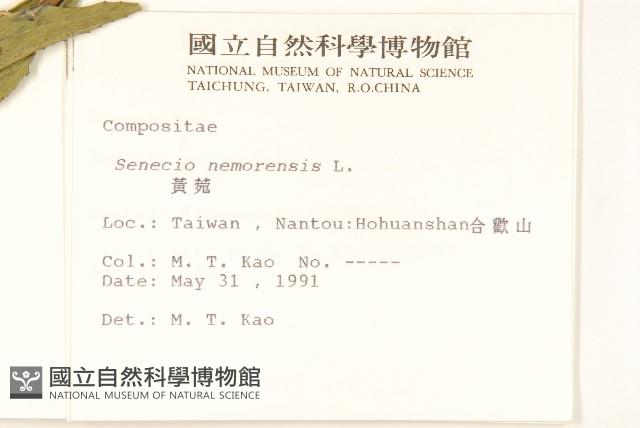 國立自然科學博物館
NATIONAL MUSEUM OF NATURAL SCIENCE
TAICHUNG, TAIWAN, R.O.CHINA
Compositae
Senecio nemorensis L.
黃菀
Loc.: Taiwan , Nantou:Hohuanshan合歡山
Col.: M. T. Kao No. -----
Date: May 31 , 1991
Det.: M. T. Kao
國立自然科學博物館
NATIONAL MUSEUM OF NATURAL SCIENCE